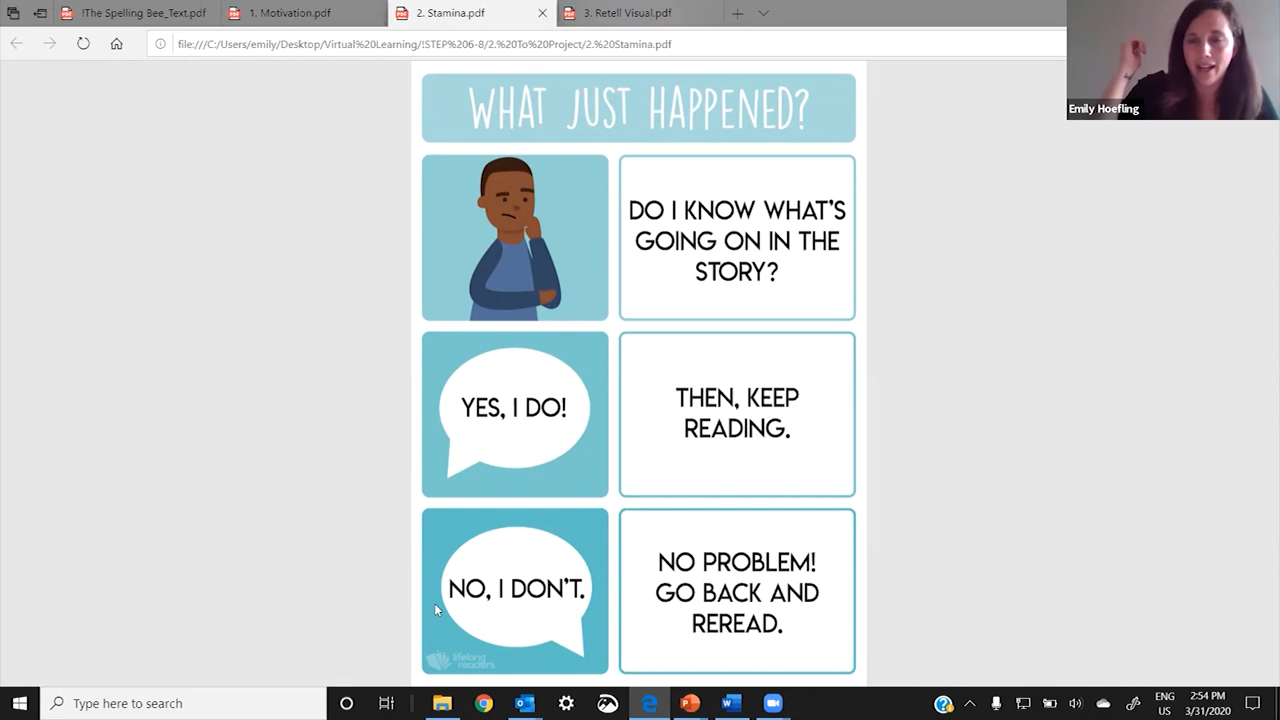 !The Spelling Bee_Text.pdf
1. Motivation.pdf
2. Stamina.pdf
3. Retell Visual.pdf
file:///C:/Users/emily/Desktop/Virtual%20Learning/!STEP%206-8/2.%20To%20Project/2.%20Stamina.pdf
Emily Hoefling
WHAT JUST HAPPENED?
DO I KNOW WHAT'S
GOING ON IN THE
STORY?
YES, I DO!
THEN, KEEP
READING.
NO, I DON'T.
NO PROBLEM!
GO BACK AND
REREAD.
lifelong
readers
Type here to search
ENG
US
2:54 PM
3/31/2020